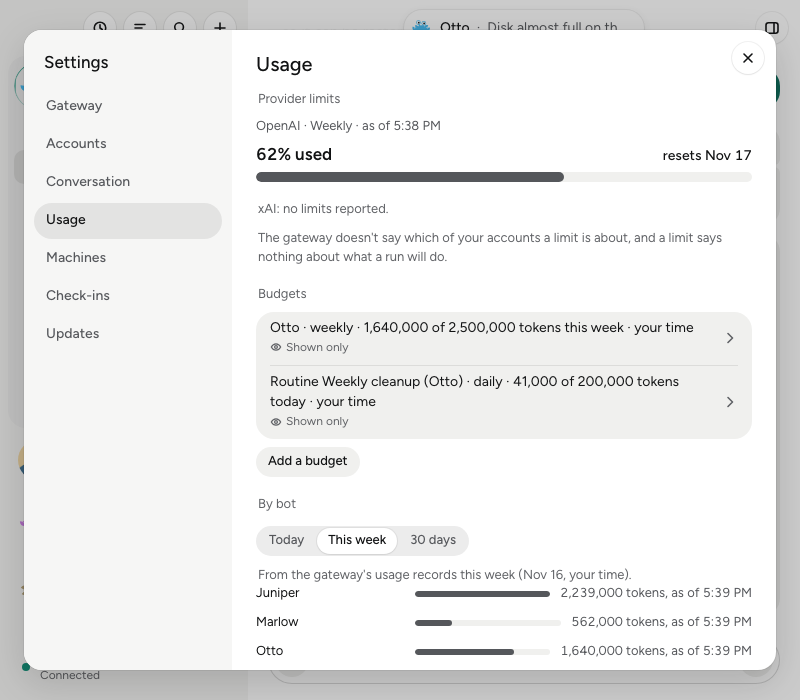 Otto · Disk almost full on th
Settings
Gateway
Accounts
Conversation
Usage
Machines
Check-ins
Updates
Usage
Provider limits
OpenAI · Weekly · as of 5:38 PM
62% used
resets Nov 17
xAI: no limits reported.
The gateway doesn't say which of your accounts a limit is about, and a limit says
nothing about what a run will do.
Budgets
Otto · weekly · 1,640,000 of 2,500,000 tokens this week · your time
Shown only
Routine Weekly cleanup (Otto) · daily · 41,000 of 200,000 tokens
today · your time
Shown only
Add a budget
By bot
Today
This week
30 days
From the gateway's usage records this week (Nov 16, your time).
Juniper
2,239,000 tokens, as of 5:39 PM
Marlow
562,000 tokens, as of 5:39 PM
Otto
1,640,000 tokens, as of 5:39 PM
Connected